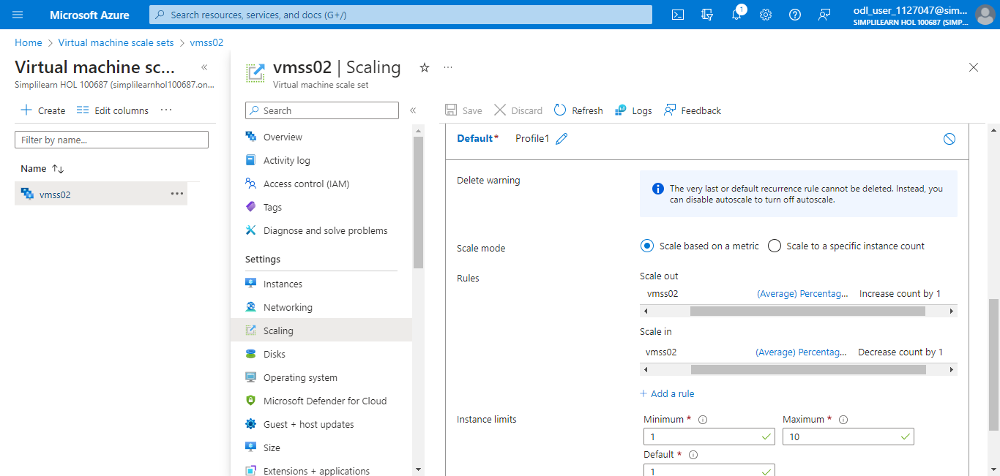 Microsoft Azure
Search resources, services, and docs (G+/)
1
odl_user_1127047@sim...
SIMPLILEARN HOL 100687 (SIMP...
Home > Virtual machine scale sets > vmss02
Virtual machine sc...
Simplilearn HOL 100687 (simplilearnhol100687.on...
Create
Edit columns
Filter by name...
Name
vmss02
vmss02 | Scaling
Virtual machine scale set
Search
Overview
Activity log
Access control (IAM)
Tags
Diagnose and solve problems
Settings
Instances
Networking
Scaling
Disks
Operating system
Microsoft Defender for Cloud
Guest + host updates
Size
Extensions + applications
Save
Discard
Refresh
Logs
Feedback
Default* Profile1
Delete warning
The very last or default recurrence rule cannot be deleted. Instead, you
can disable autoscale to turn off autoscale.
Scale mode
Scale based on a metric
Scale to a specific instance count
Rules
Scale out
vmss02 (Average) Percentag... Increase count by 1
Scale in
vmss02 (Average) Percentag... Decrease count by 1
+ Add a rule
Instance limits
Minimum *
1
Maximum *
10
Default *
1